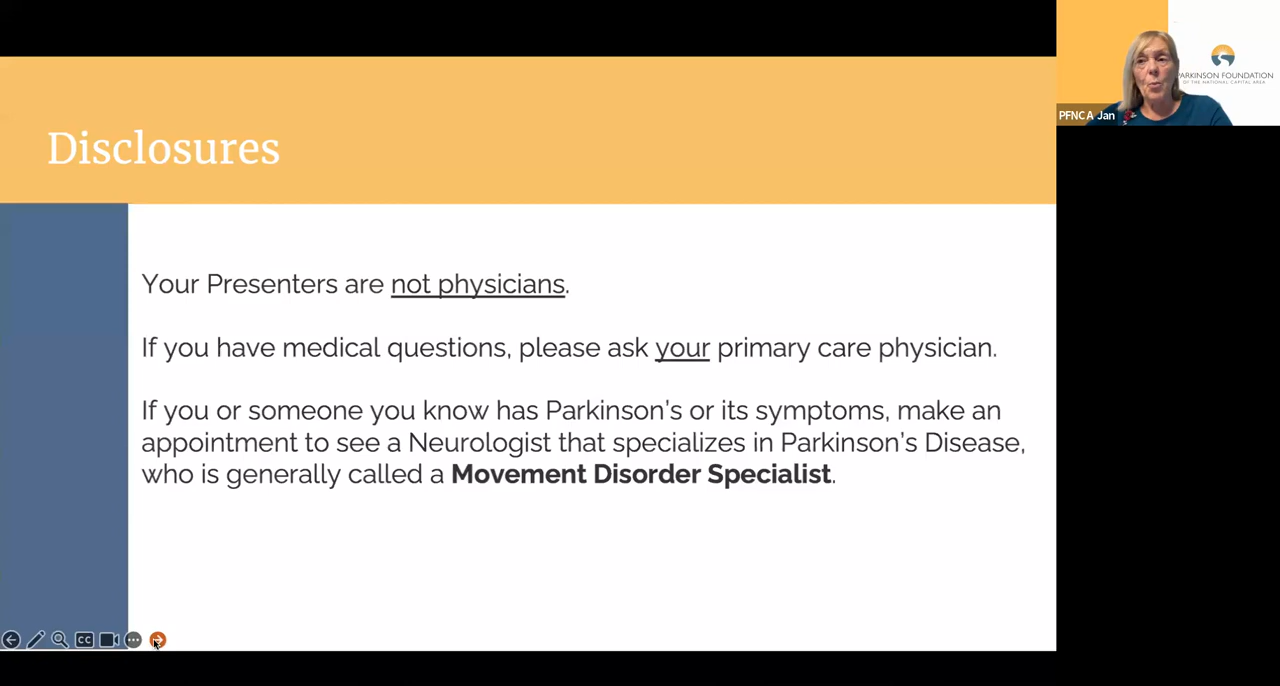 Disclosures
Your Presenters are not physicians.
If you have medical questions, please ask your primary care physician.
If you or someone you know has Parkinson's or its symptoms, make an
appointment to see a Neurologist that specializes in Parkinson's Disease,
who is generally called a Movement Disorder Specialist.
CC
PARKINSON FOUNDATION
OF THE NATIONAL CAPITAL AREA
PFNCA Jan